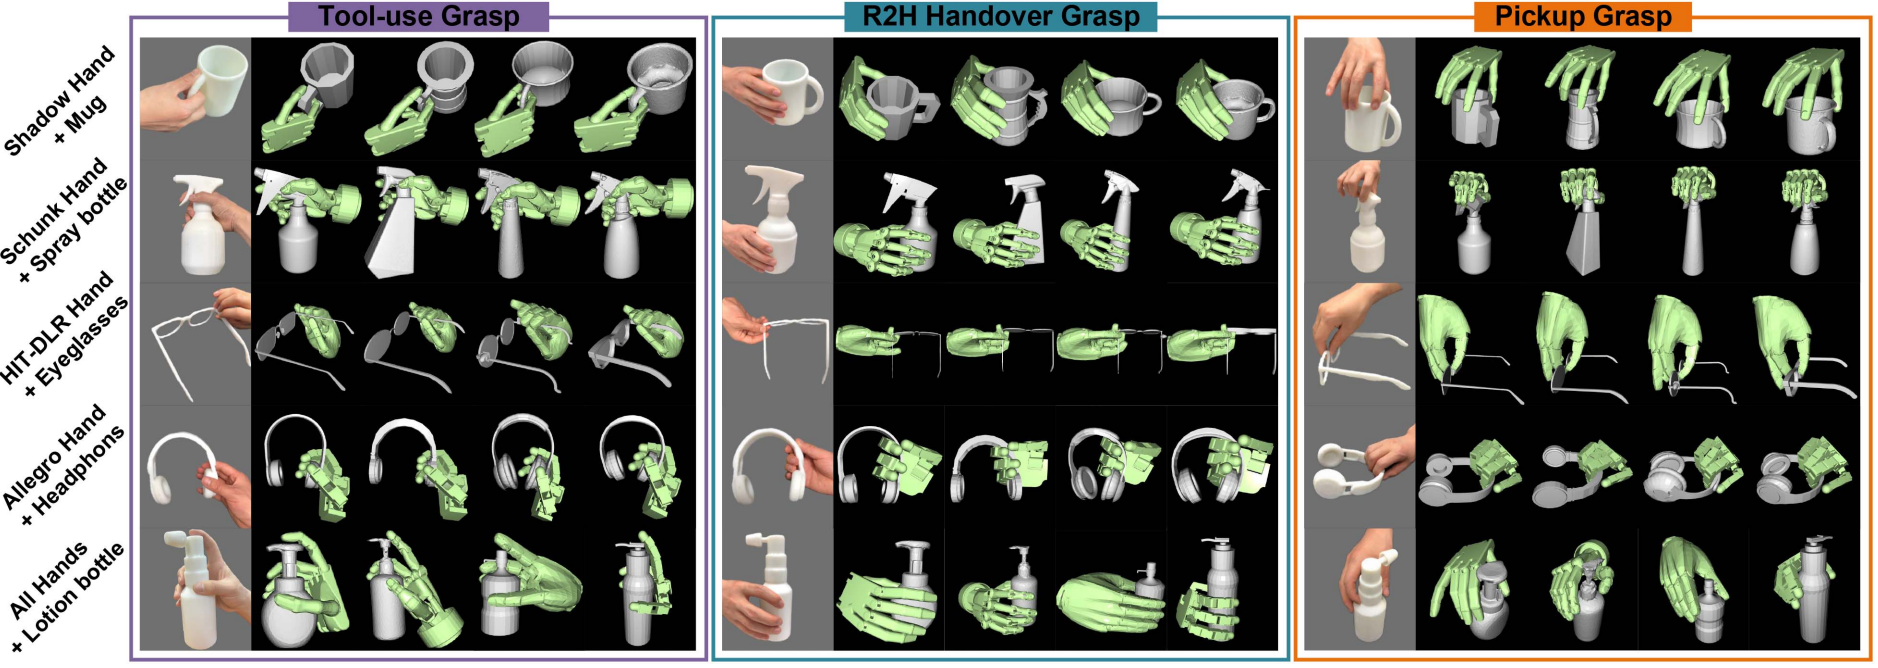 Tool-use Grasp
R2H Handover Grasp
Pickup Grasp
Shadow Hand
+ Mug
Schunk Hand
+ Spray bottle
HIT-DLR Hand
+ Eyeglasses
Allegro Hand
+ Headphons
All Hands
+ Lotion bottle